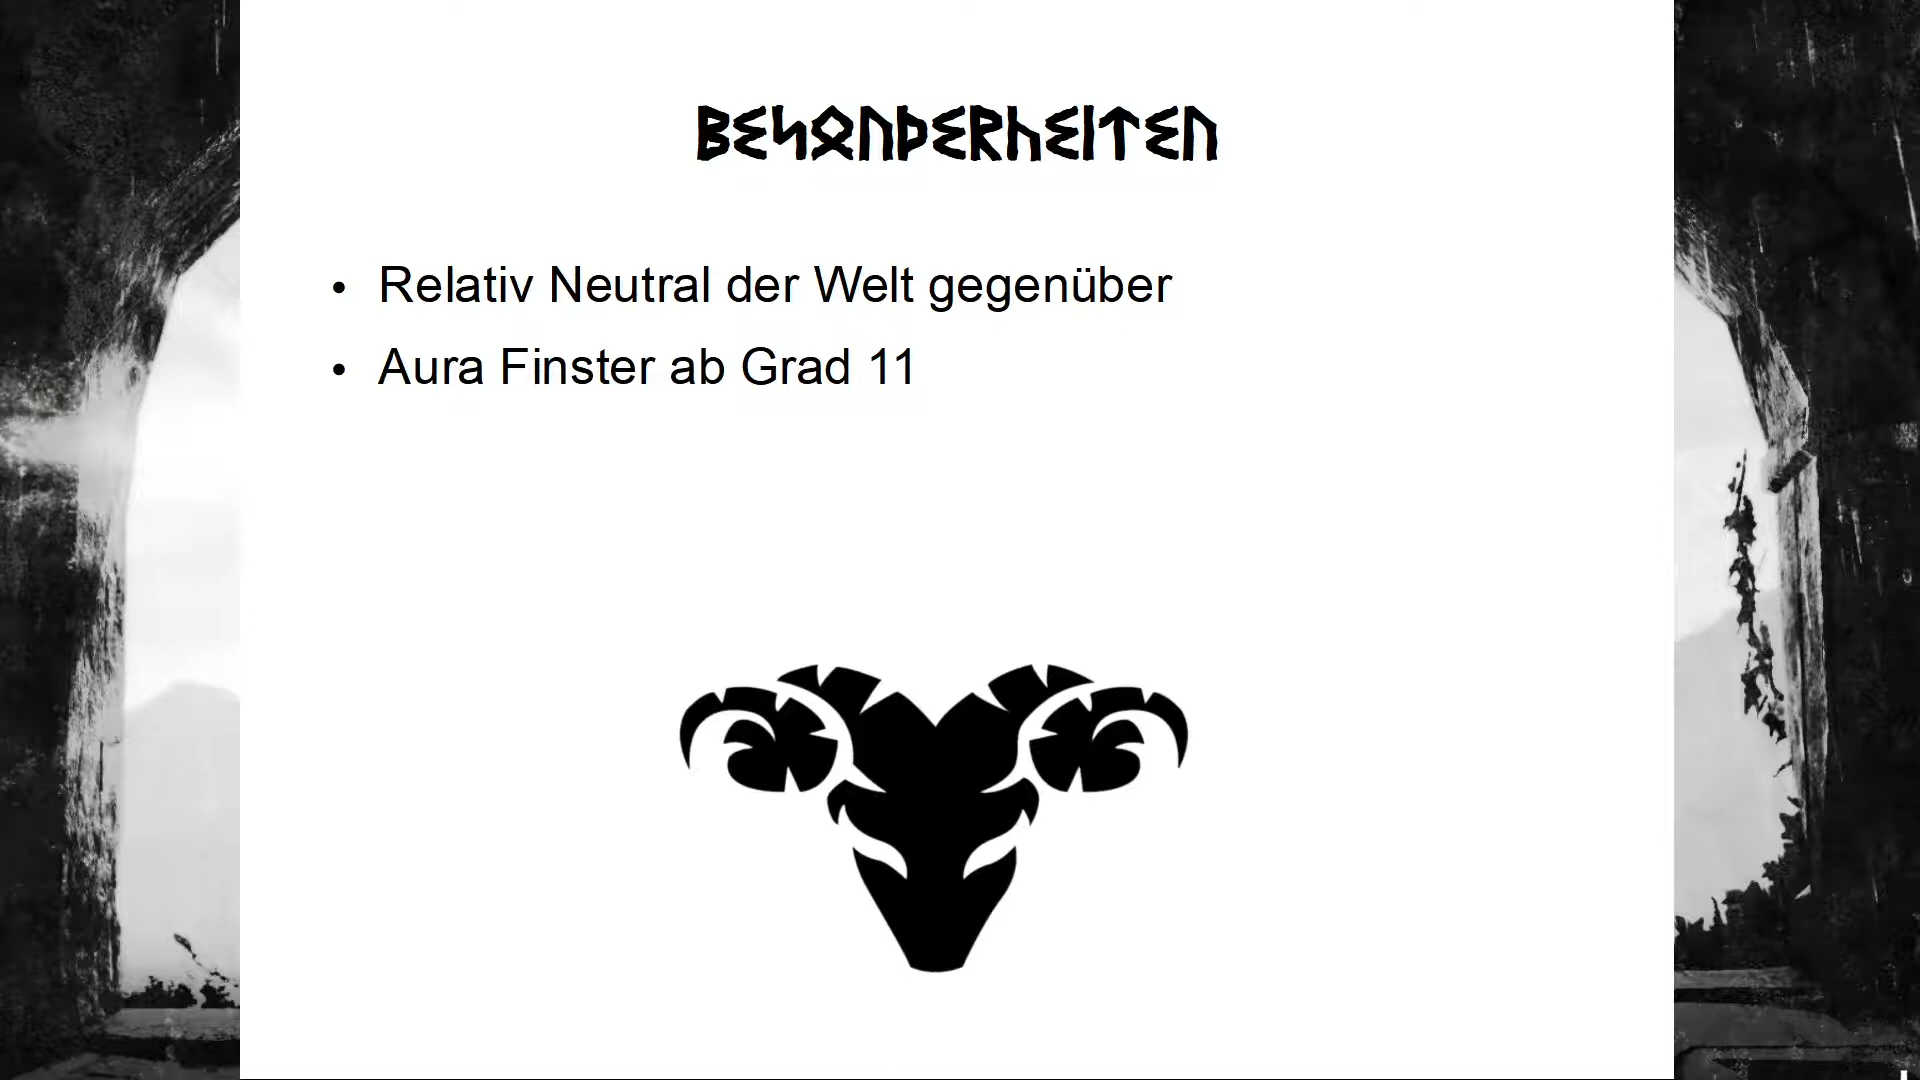 BESONDERHEITEN
• Relativ Neutral der Welt gegenüber
• Aura Finster ab Grad 11